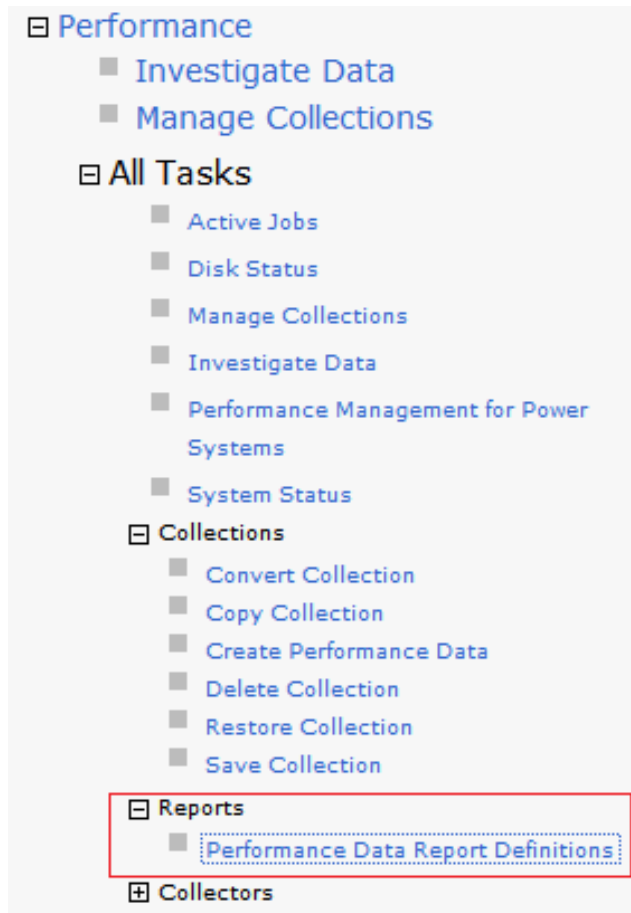 Performance
Investigate Data
Manage Collections
All Tasks
Active Jobs
Disk Status
Manage Collections
Investigate Data
Performance Management for Power
Systems
System Status
Collections
Convert Collection
Copy Collection
Create Performance Data
Delete Collection
Restore Collection
Save Collection
Reports
Performance Data Report Definitions
Collectors